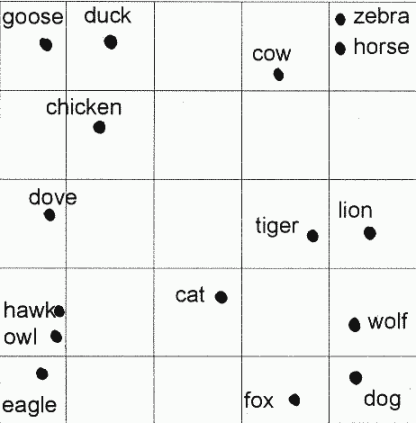 goose
duck
zebra
horse
cow
chicken
dove
lion
tiger
cat
hawk
owl
wolf
eagle
fox
dog